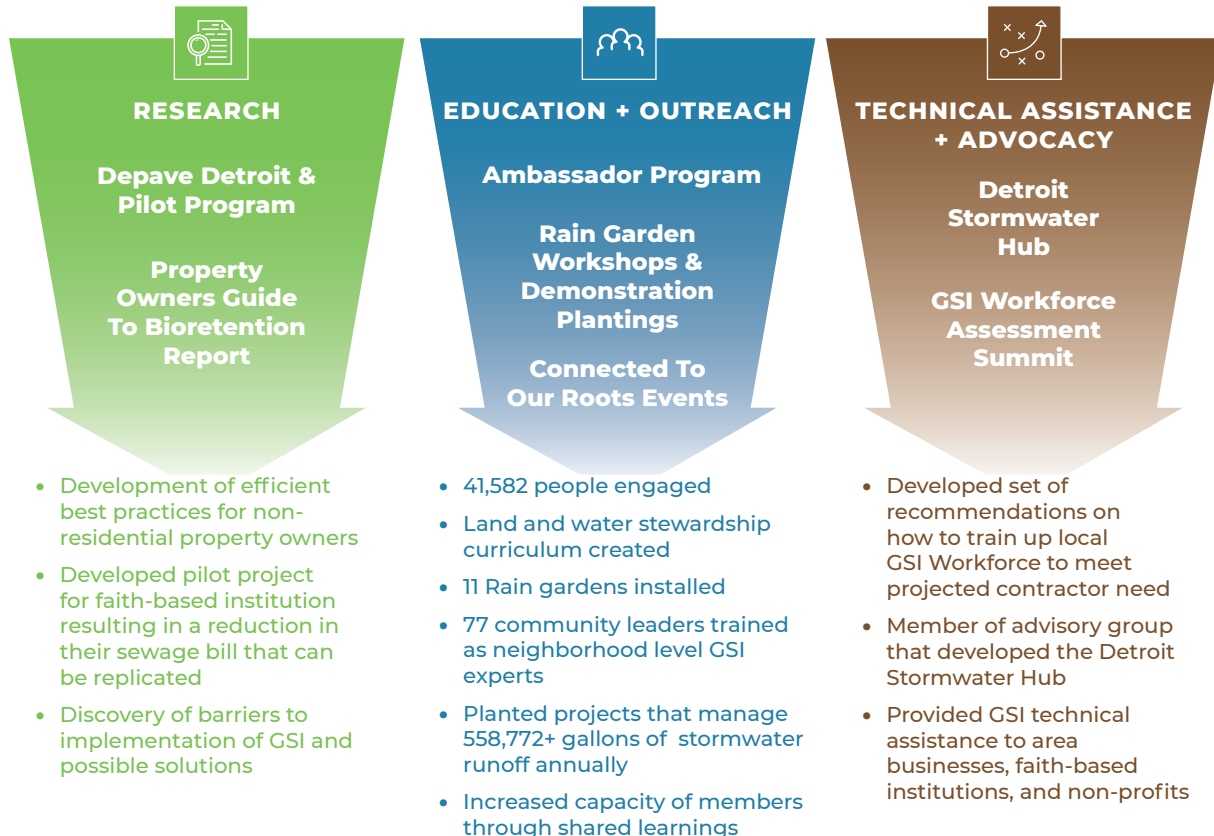 RESEARCH
Depave Detroit &
Pilot Program
Property
Owners Guide
To Bioretention
Report
• Development of efficient
best practices for non-
residential property owners
• Developed pilot project
for faith-based institution
resulting in a reduction in
their sewage bill that can
be replicated
• Discovery of barriers to
implementation of GSI and
possible solutions
EDUCATION + OUTREACH
Ambassador Program
Rain Garden
Workshops &
Demonstration
Plantings
Connected To
Our Roots Events
• 41,582 people engaged
• Land and water stewardship
curriculum created
• 11 Rain gardens installed
• 77 community leaders trained
as neighborhood level GSI
experts
• Planted projects that manage
558,772+ gallons of stormwater
runoff annually
• Increased capacity of members
through shared learnings
TECHNICAL ASSISTANCE
+ ADVOCACY
Detroit
Stormwater
Hub
GSI Workforce
Assessment
Summit
• Developed set of
recommendations on
how to train up local
GSI Workforce to meet
projected contractor need
• Member of advisory group
that developed the Detroit
Stormwater Hub
• Provided GSI technical
assistance to area
businesses, faith-based
institutions, and non-profits